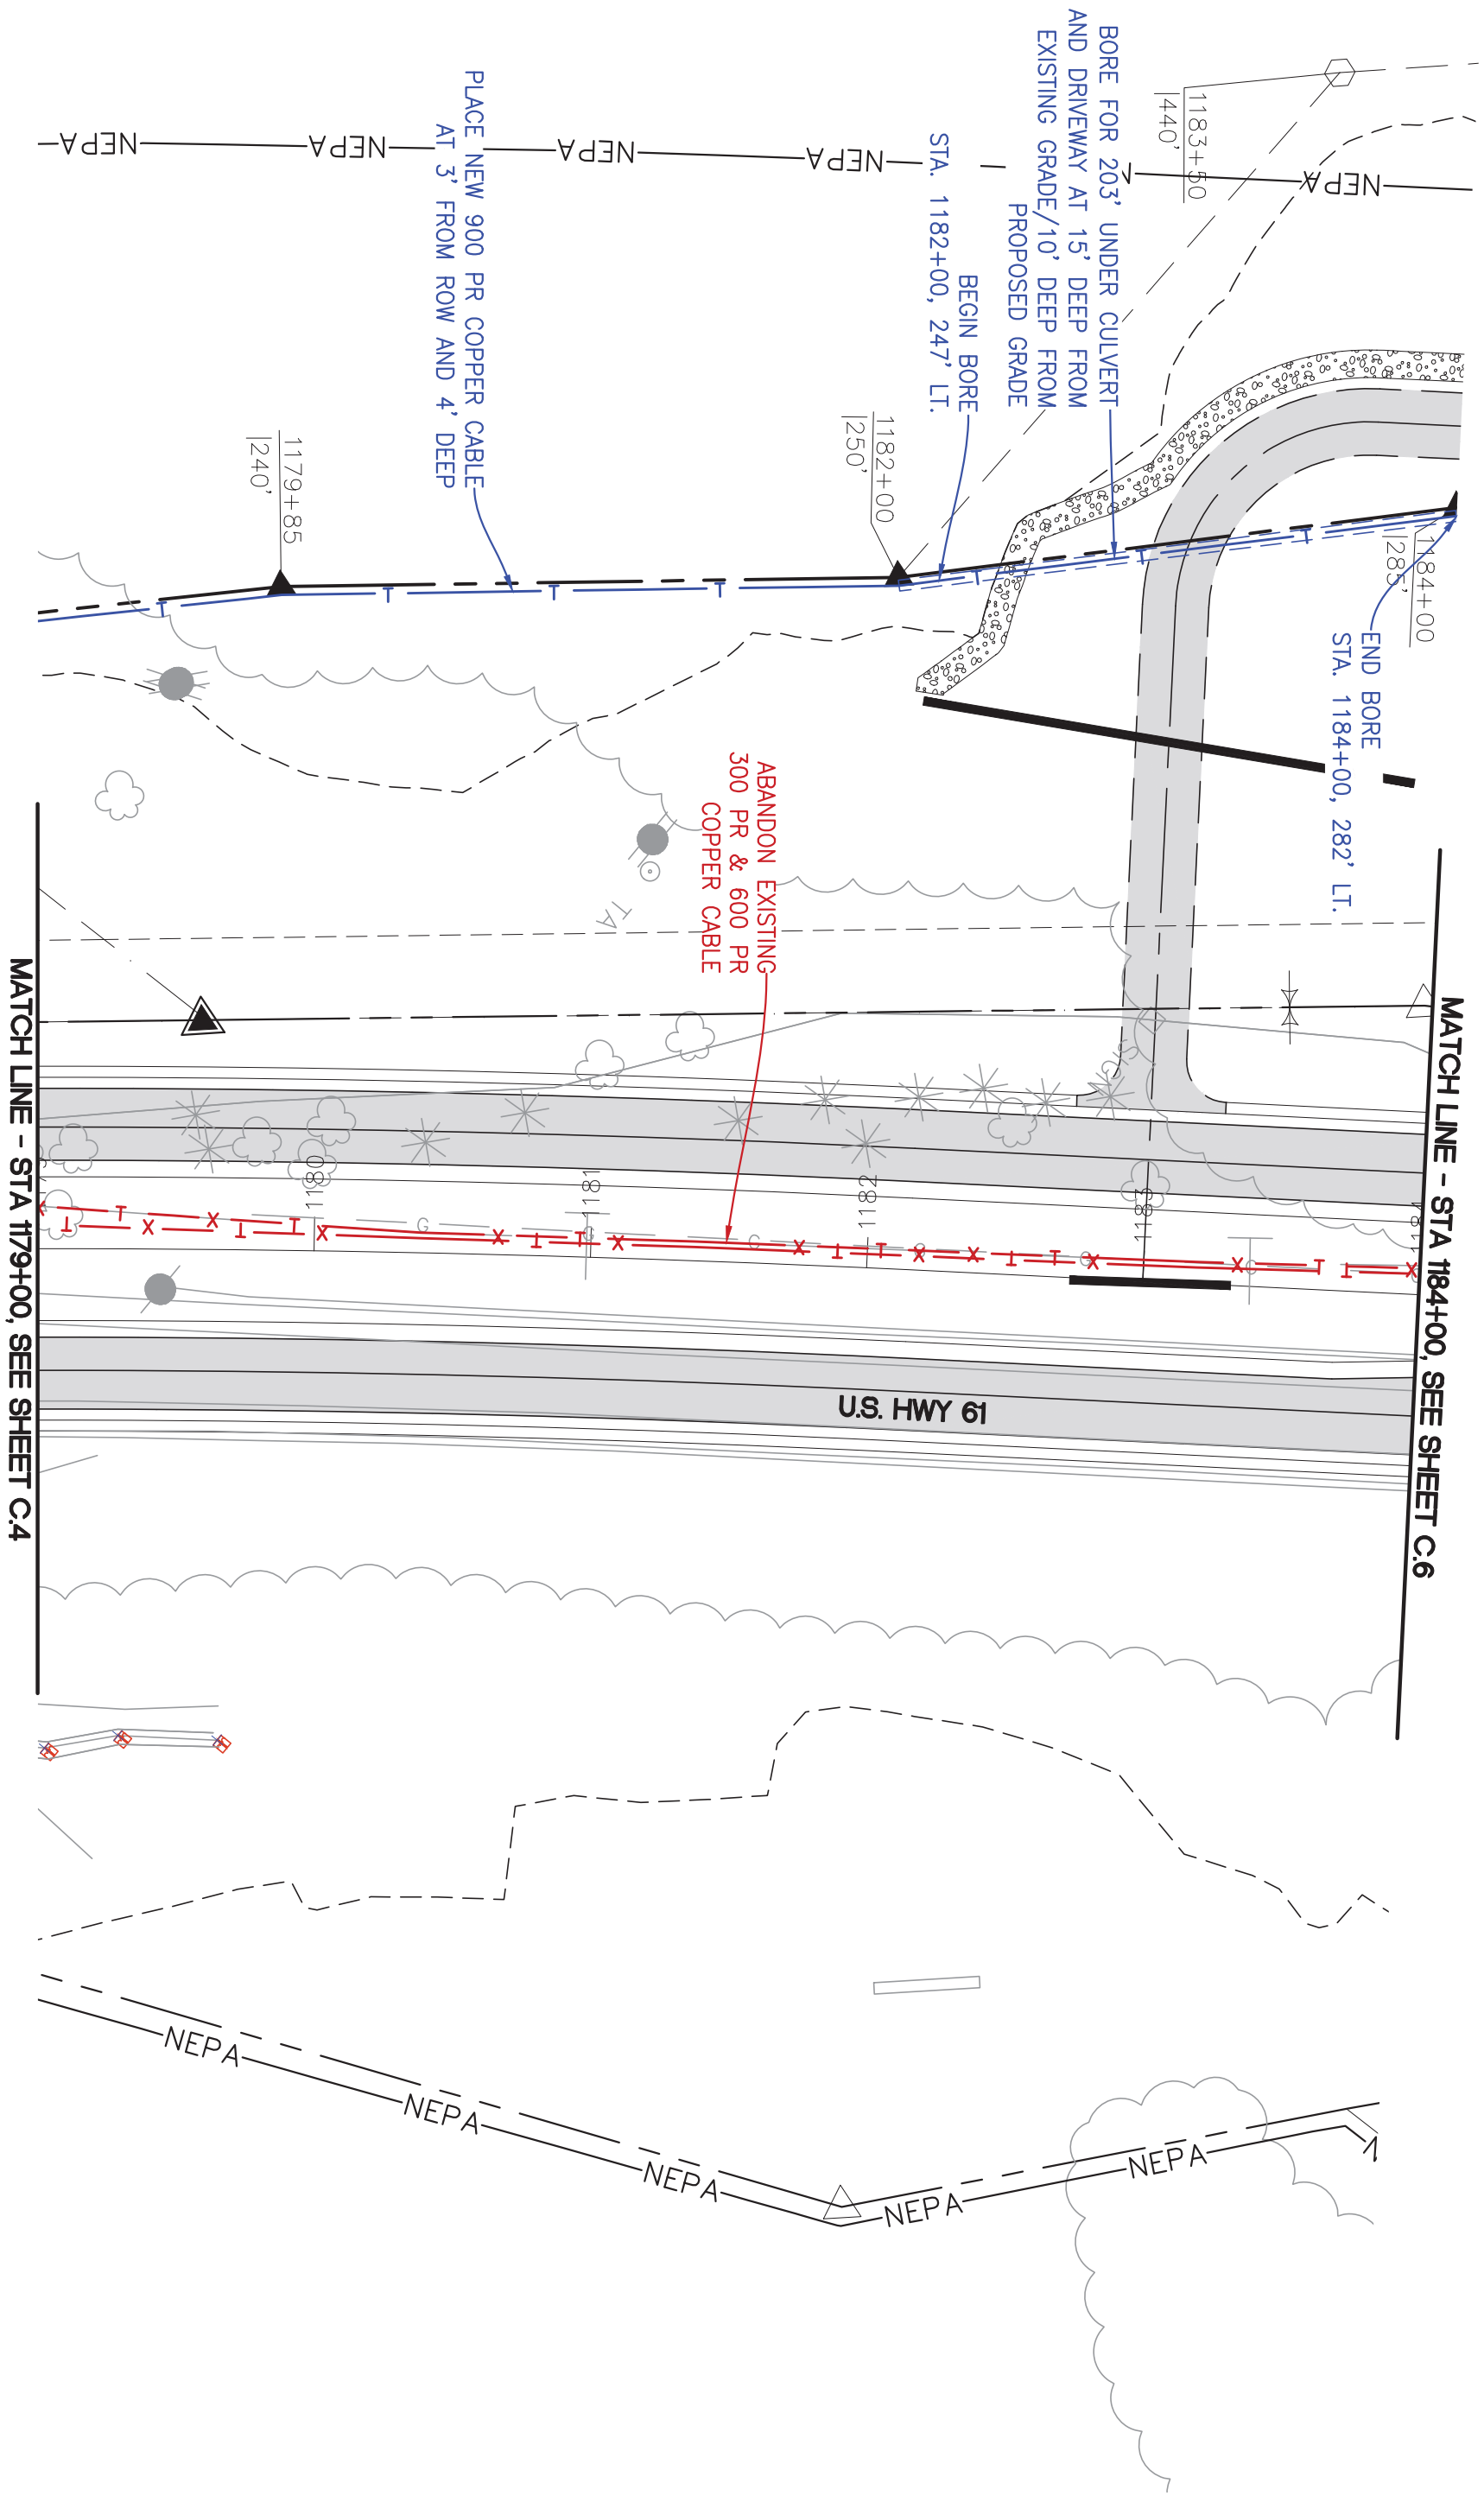 BORE FOR 203' UNDER CULVERT
AND DRIVEWAY AT 15' DEEP FROM
EXISTING GRADE/10' DEEP FROM
PROPOSED GRADE
BEGIN BORE
STA. 1182+00, 247' LT.
PLACE NEW 900 PR COPPER CABLE
AT 3' FROM ROW AND 4' DEEP
END BORE
STA. 1184+00, 282' LT.
1183+50
440'
1184+00
285'
1182+00
250'
1179+85
240'
NEPA
NEPA
NEPA
NEPA
NEPA
ABANDON EXISTING
300 PR & 600 PR
COPPER CABLE
1180
1181
1182
1183
U.S. HWY 61
MATCH LINE - STA 1179+00, SEE SHEET C.4
MATCH LINE - STA 1184+00, SEE SHEET C.6
NEPA
NEPA
NEPA
NEPA
NEPA